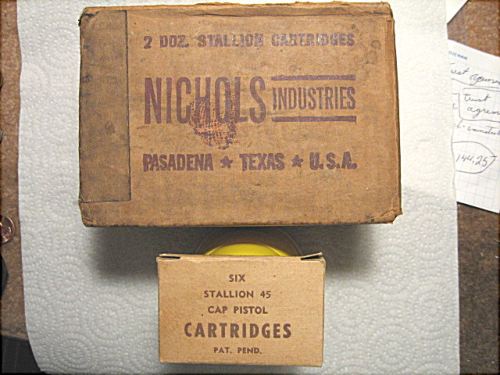 2 DOZ. STALLION CARTRIDGES
NICHOLS INDUSTRIES
PASADENA ★ TEXAS ★ U.S.A.
SIX
STALLION 45
CAP PISTOL
CARTRIDGES
PAT. PEND.
trust
144.25